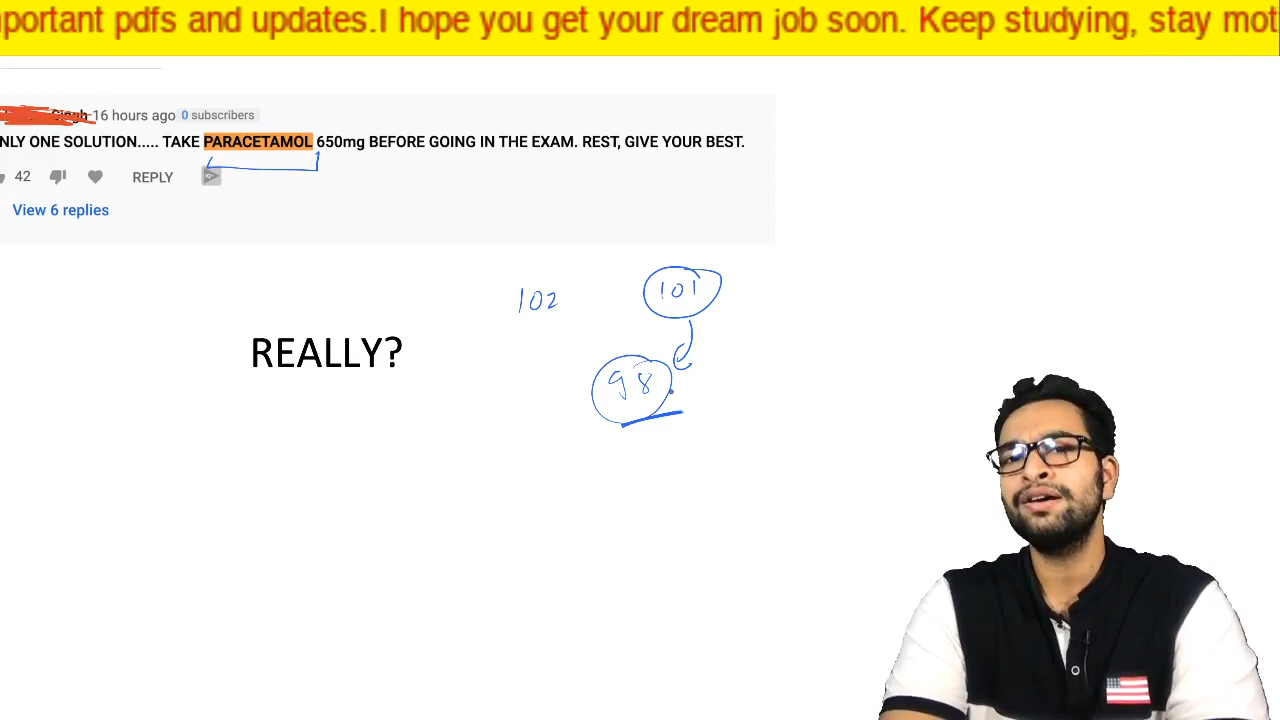 portant pdfs and updates.I hope you get your dream job soon. Keep studying, stay mot
Singh 16 hours ago 0 subscribers
NLY ONE SOLUTION..... TAKE PARACETAMOL 650mg BEFORE GOING IN THE EXAM. REST, GIVE YOUR BEST.
42 REPLY
View 6 replies
102 101
REALLY?
98